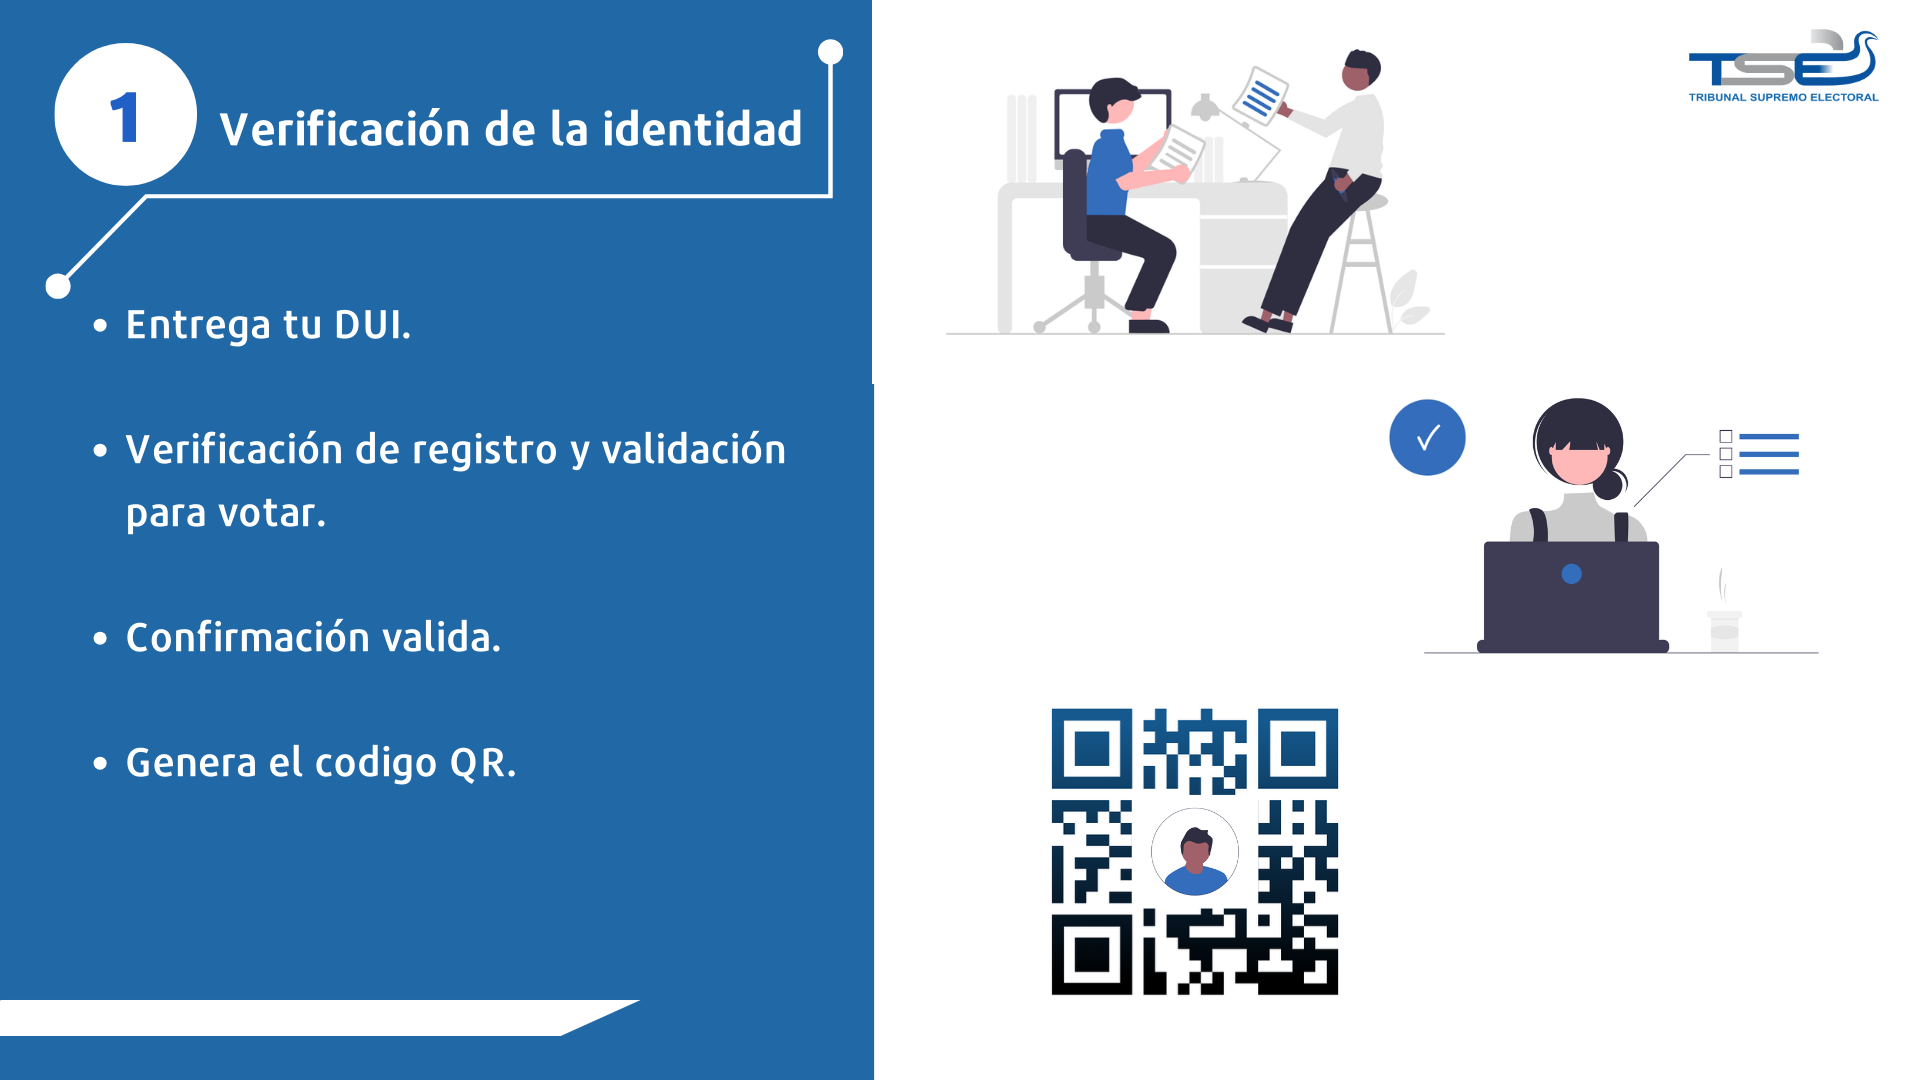 1
Verificación de la identidad
• Entrega tu DUI.
• Verificación de registro y validación
para votar.
• Confirmación valida.
• Genera el codigo QR.
TSE
TRIBUNAL SUPREMO ELECTORAL